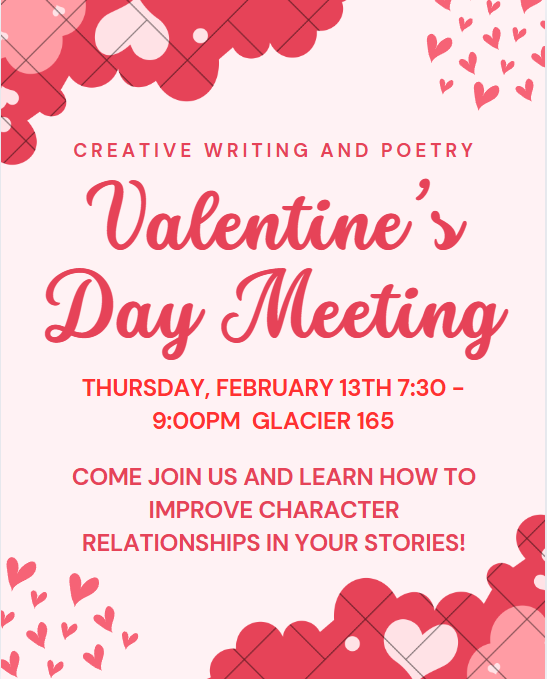 CREATIVE WRITING AND POETRY
Valentine's
Day Meeting
THURSDAY, FEBRUARY 13TH 7:30 –
9:00PM GLACIER 165
COME JOIN US AND LEARN HOW TO
IMPROVE CHARACTER
RELATIONSHIPS IN YOUR STORIES!